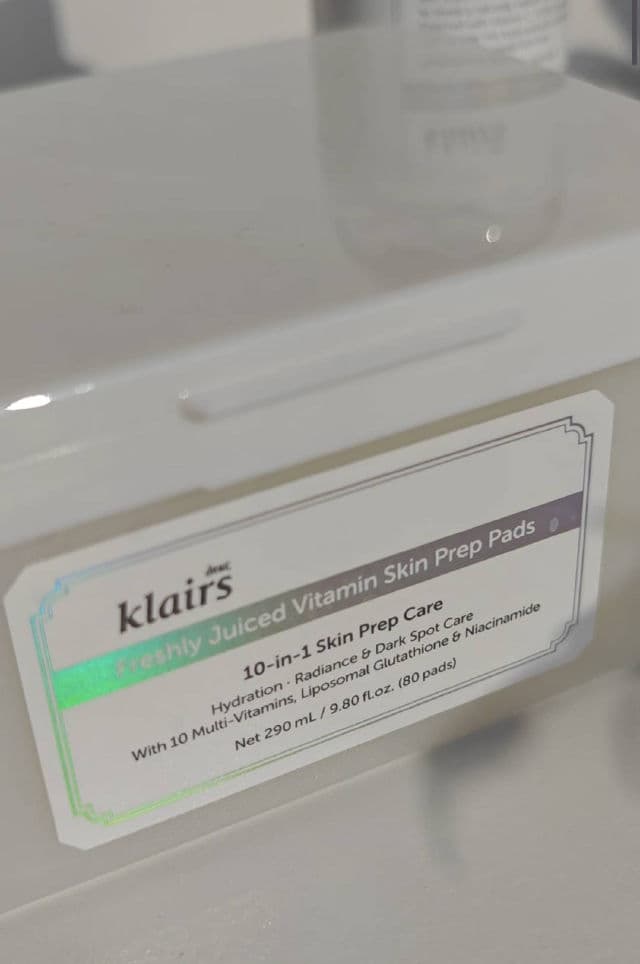 dear,
klairs
Freshly Juiced Vitamin Skin Prep Pads
10-in-1 Skin Prep Care
Hydration · Radiance & Dark Spot Care
With 10 Multi-Vitamins, Liposomal Glutathione & Niacinamide
Net 290 mL / 9.80 fl.oz. (80 pads)